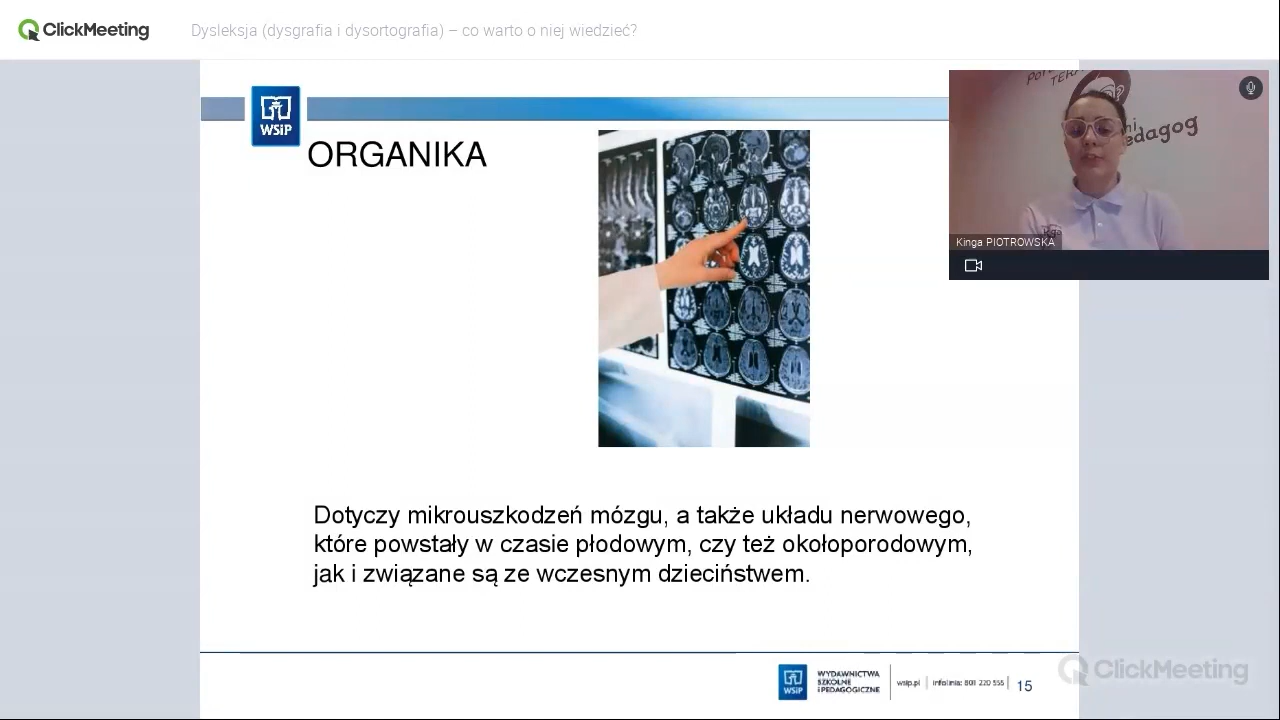 ClickMeeting
Dysleksja (dysgrafia i dysortografia) – co warto o niej wiedzieć?
WSiP
ORGANIKA
edagog
Kinga PIOTROWSKA
Dotyczy mikrouszkodzeń mózgu, a także układu nerwowego,
które powstały w czasie płodowym, czy też okołoporodowym,
jak i związane są ze wczesnym dzieciństwem.
WSiP
WYDAWNICTWA
SZKOLNE
i PEDAGOGICZNE
wsip.pl | infolinia: 801 220 555 | 15
ClickMeeting